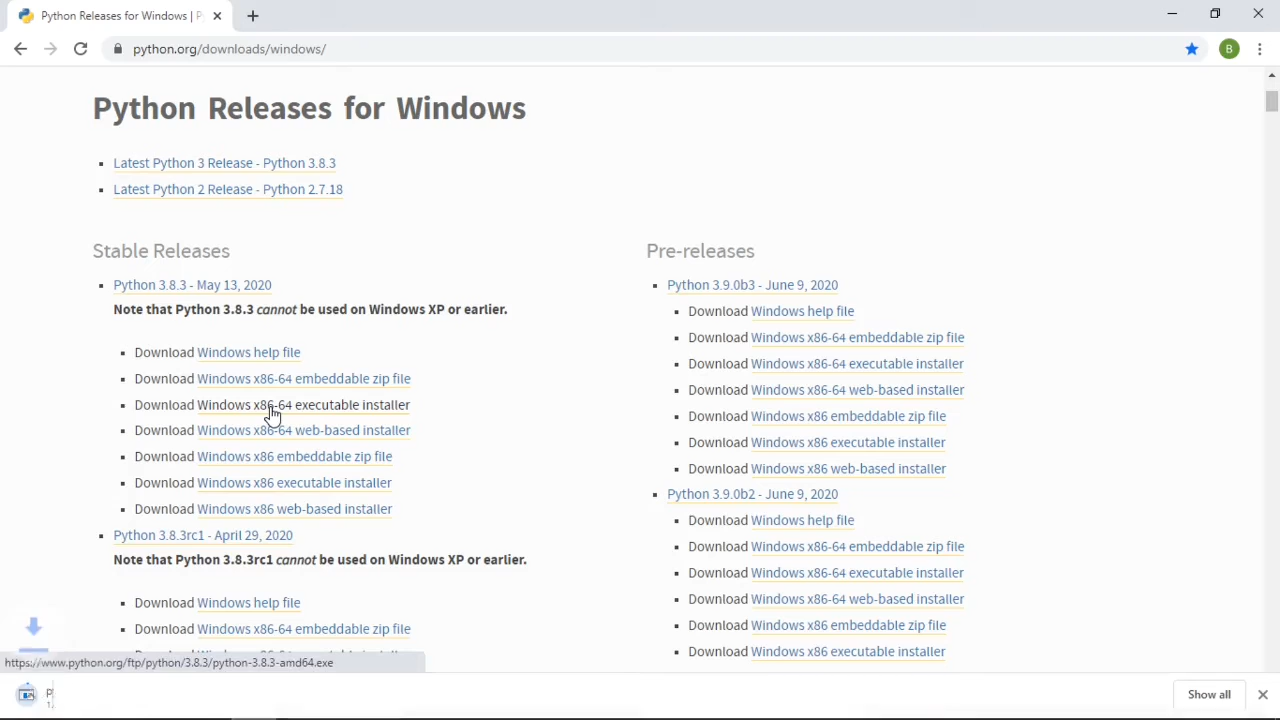 Python Releases for Windows | P
python.org/downloads/windows/
B
Python Releases for Windows
Latest Python 3 Release - Python 3.8.3
Latest Python 2 Release - Python 2.7.18
Stable Releases
Python 3.8.3 - May 13, 2020
Note that Python 3.8.3 cannot be used on Windows XP or earlier.
Download Windows help file
Download Windows x86-64 embeddable zip file
Download Windows x86-64 executable installer
Download Windows x86-64 web-based installer
Download Windows x86 embeddable zip file
Download Windows x86 executable installer
Download Windows x86 web-based installer
Python 3.8.3rc1 - April 29, 2020
Note that Python 3.8.3rc1 cannot be used on Windows XP or earlier.
Download Windows help file
Download Windows x86-64 embeddable zip file
Pre-releases
Python 3.9.0b3 - June 9, 2020
Download Windows help file
Download Windows x86-64 embeddable zip file
Download Windows x86-64 executable installer
Download Windows x86-64 web-based installer
Download Windows x86 embeddable zip file
Download Windows x86 executable installer
Download Windows x86 web-based installer
Python 3.9.0b2 - June 9, 2020
Download Windows help file
Download Windows x86-64 embeddable zip file
Download Windows x86-64 executable installer
Download Windows x86-64 web-based installer
Download Windows x86 embeddable zip file
Download Windows x86 executable installer
https://www.python.org/ftp/python/3.8.3/python-3.8.3-amd64.exe
Show all